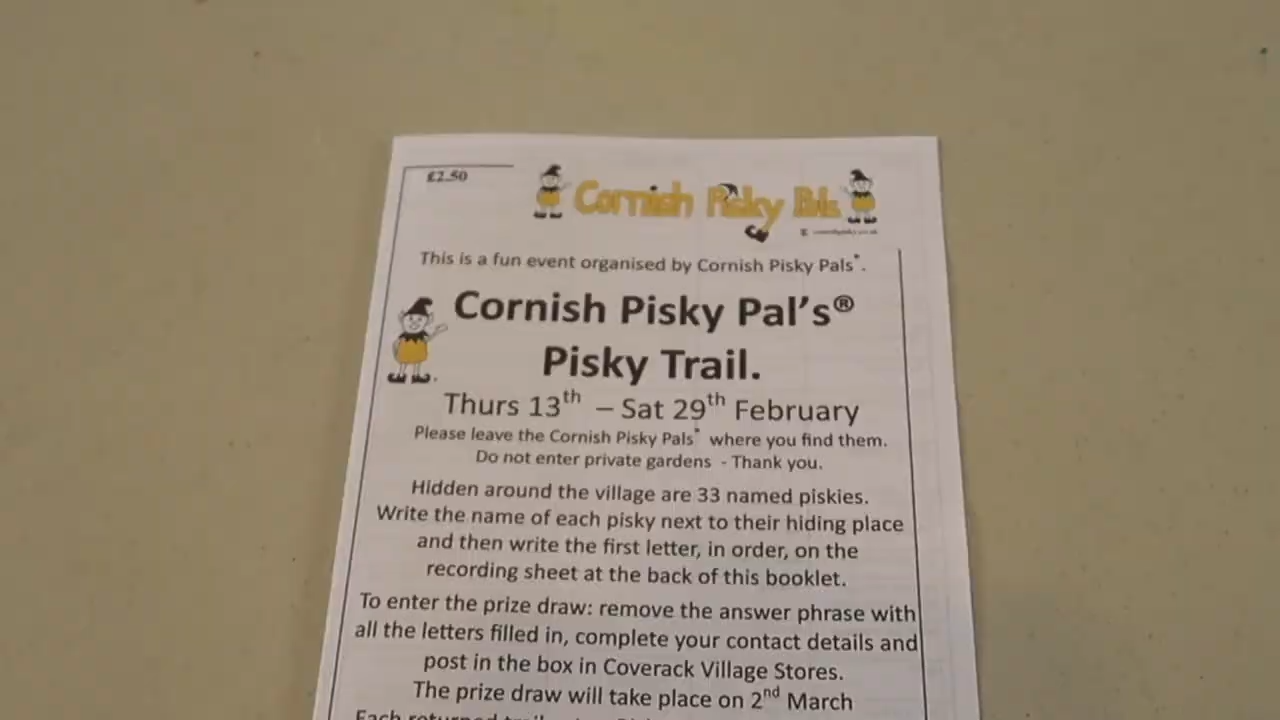 £2.50
Cornish Pisky Pals
This is a fun event organised by Cornish Pisky Pals®.
Cornish Pisky Pal's®
Pisky Trail.
Thurs 13th – Sat 29th February
Please leave the Cornish Pisky Pals® where you find them.
Do not enter private gardens - Thank you.
Hidden around the village are 33 named piskies.
Write the name of each pisky next to their hiding place
and then write the first letter, in order, on the
recording sheet at the back of this booklet.
To enter the prize draw: remove the answer phrase with
all the letters filled in, complete your contact details and
post in the box in Coverack Village Stores.
The prize draw will take place on 2nd March
Each returned